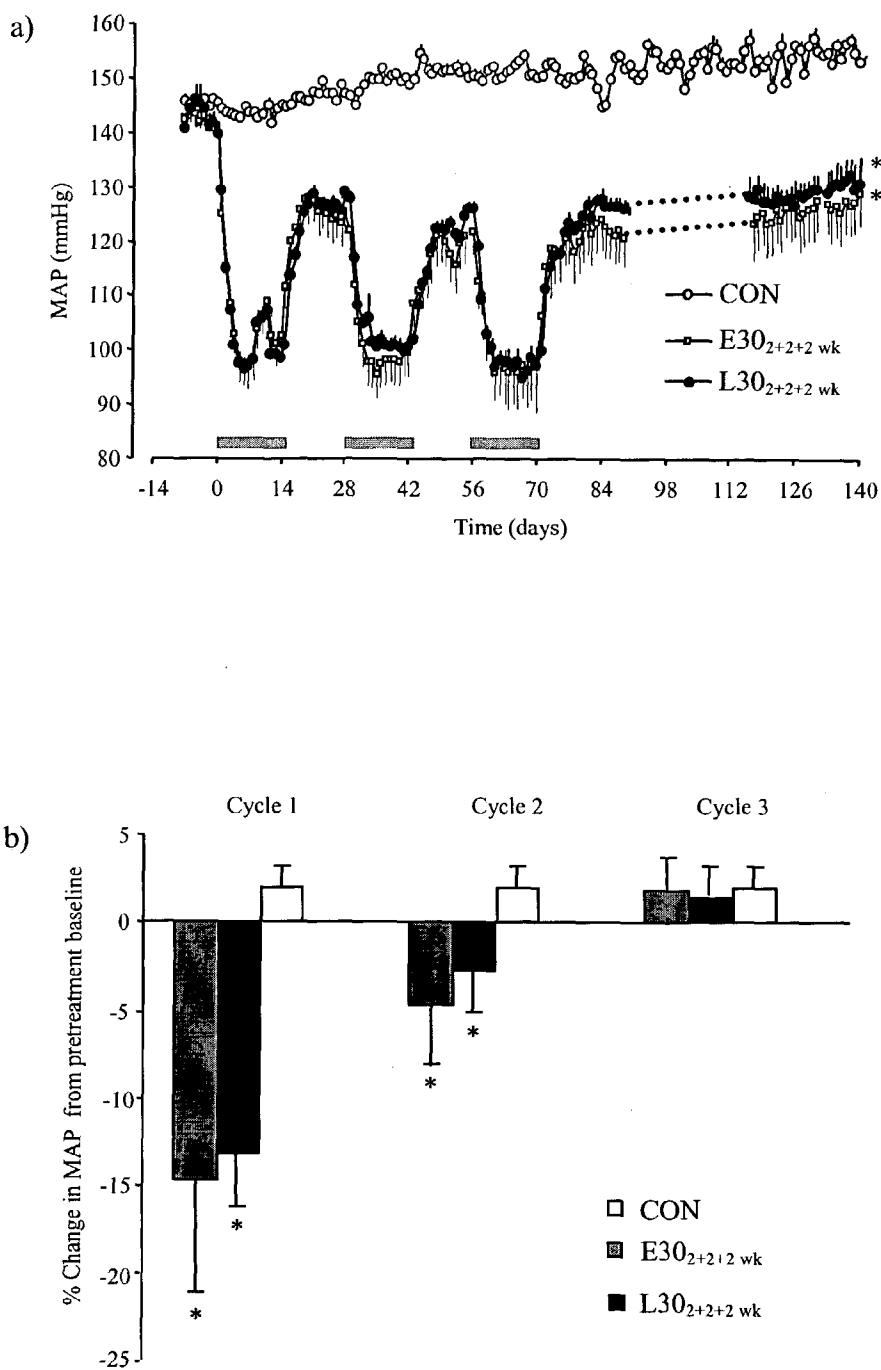 a)
160
150
140
130
120
110
100
90
80
MAP (mmHg)
*
*
CON
E30 2+2+2 wk
L30 2+2+2 wk
-14 0 14 28 42 56 70 84 98 112 126 140
Time (days)
b)
Cycle 1 Cycle 2 Cycle 3
5
0
-5
-10
-15
-20
-25
% Change in MAP from pretreatment baseline
* *
* *
CON
E30 2+2+2 wk
L30 2+2+2 wk